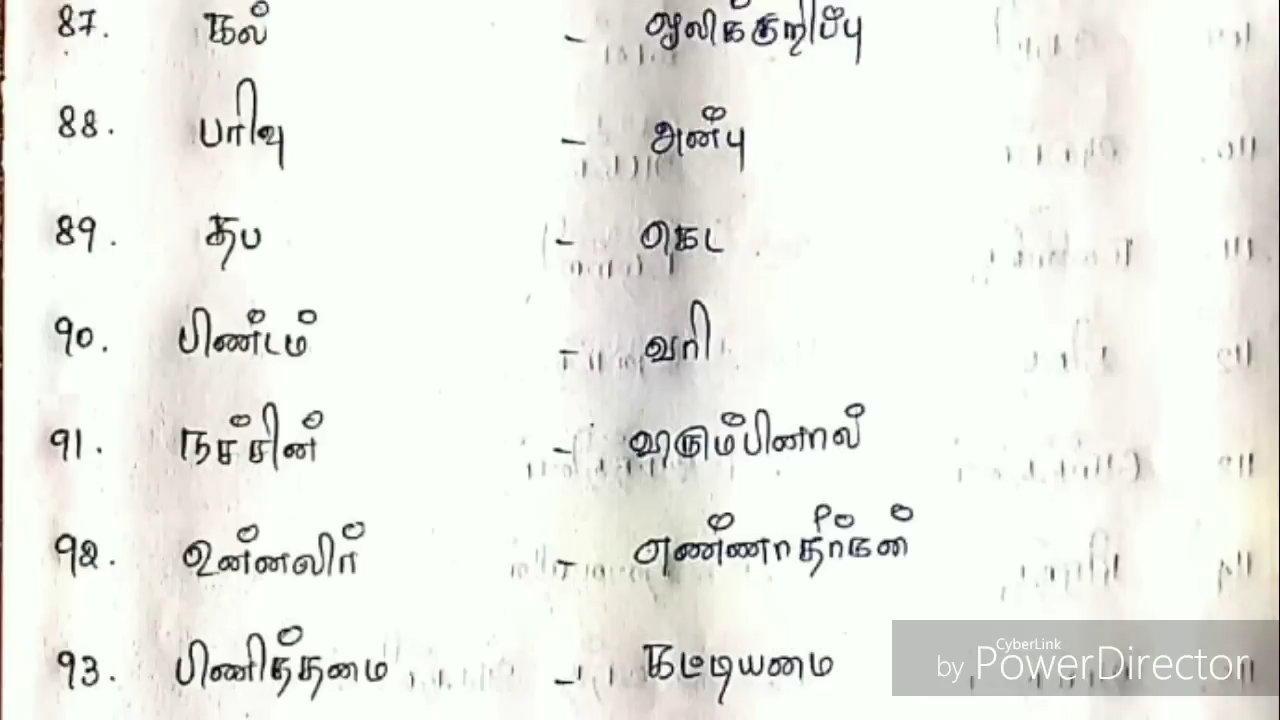 87. கல் - ஒலிக்குறிப்பு
88. பரிவு - அன்பு
89. தப - கெட
90. பிண்டம் - வரி
91. நச்சின் - விரும்பினால்
92. உன்னலிர் - எண்ணாதீர்கள்
93. பிணித்தமை - கட்டியமை
CyberLink
by PowerDirector